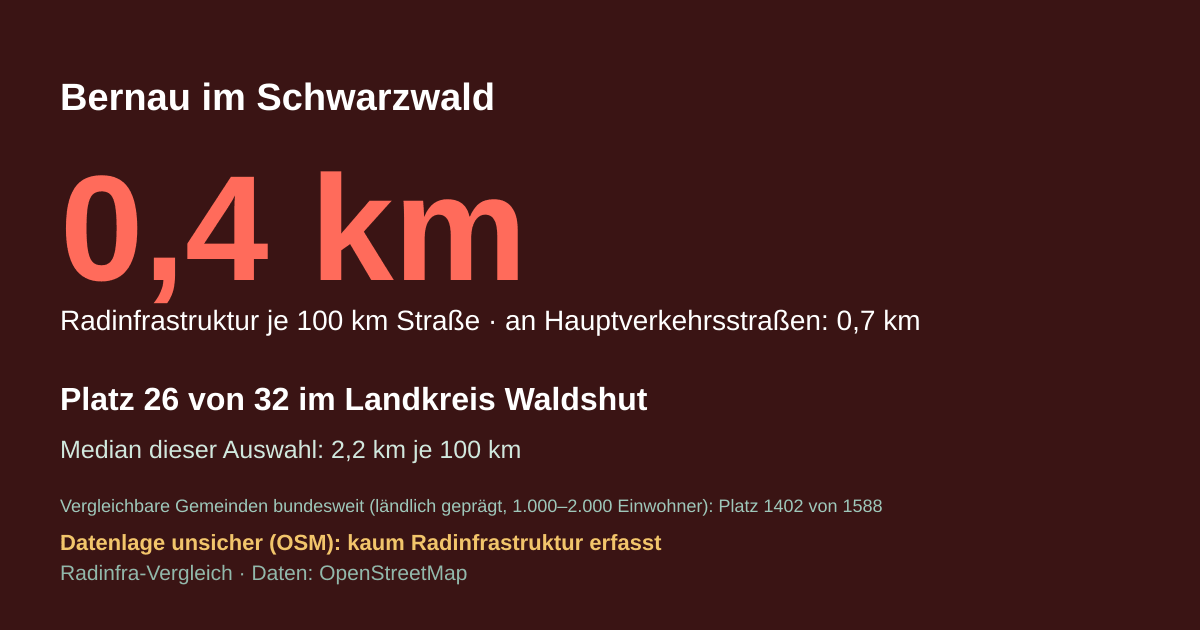 Bernau im Schwarzwald
0,4 km
Radinfrastruktur je 100 km Straße · an Hauptverkehrsstraßen: 0,7 km
Platz 26 von 32 im Landkreis Waldshut
Median dieser Auswahl: 2,2 km je 100 km
Vergleichbare Gemeinden bundesweit (ländlich geprägt, 1.000–2.000 Einwohner): Platz 1402 von 1588
Datenlage unsicher (OSM): kaum Radinfrastruktur erfasst
Radinfra-Vergleich · Daten: OpenStreetMap